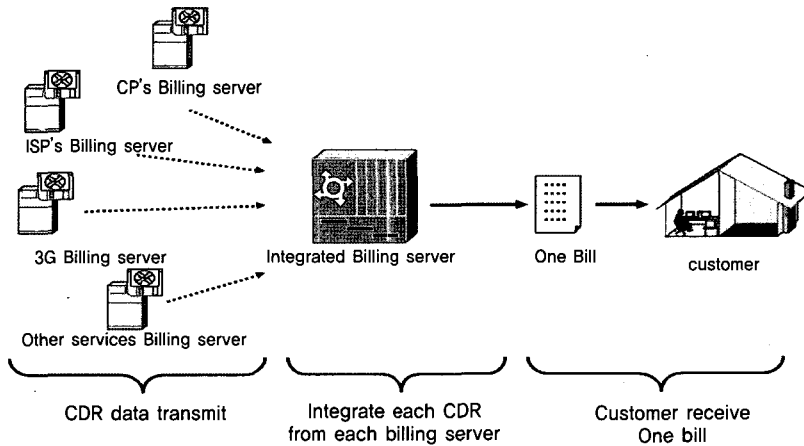 CP's Billing server
ISP's Billing server
3G Billing server
Integrated Billing server
One Bill
customer
Other services Billing server
CDR data transmit
Integrate each CDR
from each billing server
Customer receive
One bill